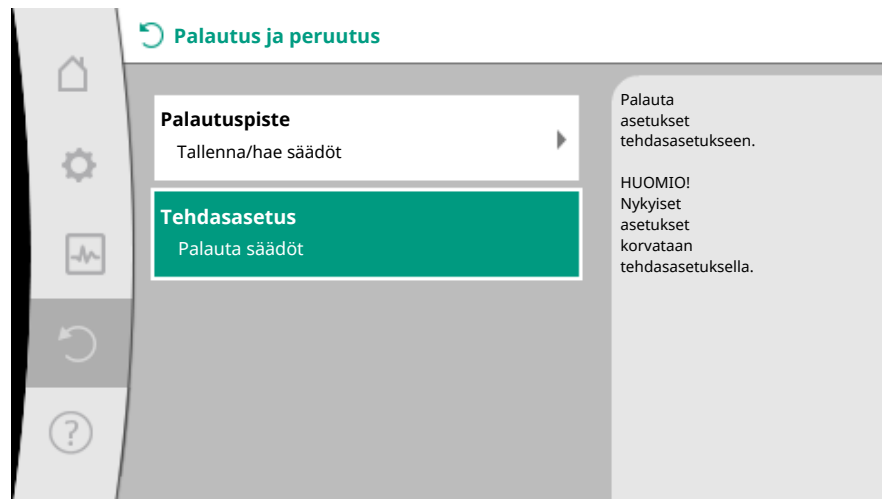 Palautus ja peruutus
Palautuspiste
Tallenna/hae säädöt
Tehdasasetus
Palauta säädöt
Palauta
asetukset
tehdasasetukseen.
HUOMIO!
Nykyiset
asetukset
korvataan
tehdasasetuksella.
?